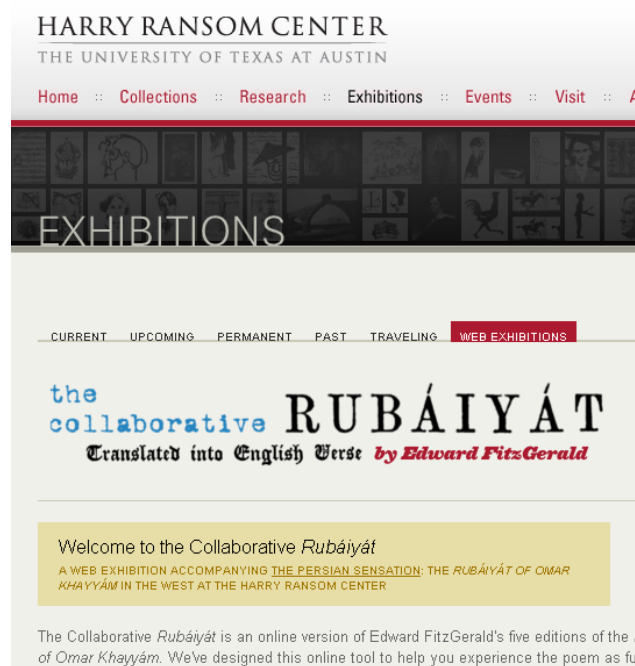 HARRY RANSOM CENTER
THE UNIVERSITY OF TEXAS AT AUSTIN
Home :: Collections :: Research :: Exhibitions :: Events :: Visit ::
EXHIBITIONS
CURRENT UPCOMING PERMANENT PAST TRAVELING WEB EXHIBITIONS
the
collaborative RUBÁIYÁT
Translated into English Verse by Edward FitzGerald
Welcome to the Collaborative Rubáiyát
A WEB EXHIBITION ACCOMPANYING THE PERSIAN SENSATION: THE RUBÁIYÁT OF OMAR
KHAYYÁM IN THE WEST AT THE HARRY RANSOM CENTER
The Collaborative Rubáiyát is an online version of Edward FitzGerald's five editions of the
of Omar Khayyám. We've designed this online tool to help you experience the poem as